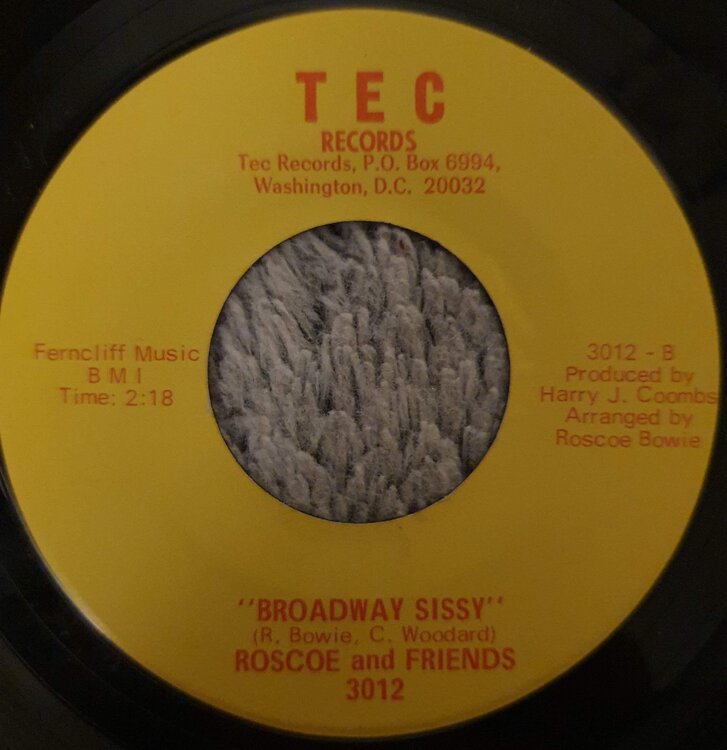 TEC
RECORDS
Tec Records, P.O. Box 6994,
Washington, D.C. 20032
Ferncliff Music
B M I
Time: 2:18
3012 - B
Produced by
Harry J. Coombs
Arranged by
Roscoe Bowie
"BROADWAY SISSY"
(R. Bowie, C. Woodard)
ROSCOE and FRIENDS
3012